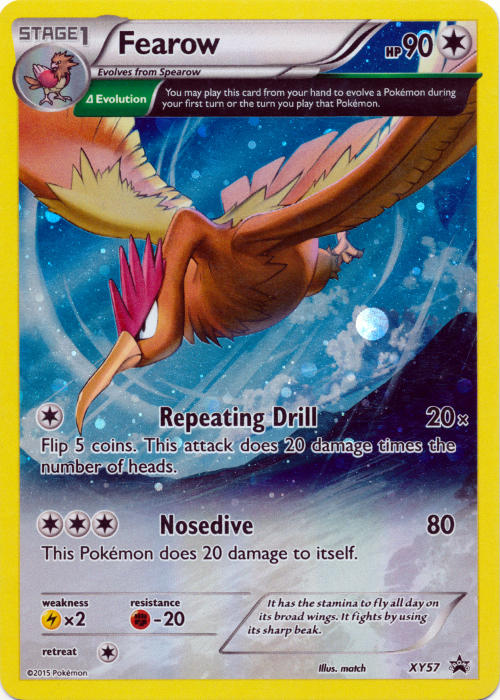 STAGE1
Fearow
HP90
Evolves from Spearow
Δ Evolution
You may play this card from your hand to evolve a Pokémon during
your first turn or the turn you play that Pokémon.
Repeating Drill 20×
Flip 5 coins. This attack does 20 damage times the
number of heads.
Nosedive 80
This Pokémon does 20 damage to itself.
weakness resistance
×2 -20
It has the stamina to fly all day on
its broad wings. It fights by using
its sharp beak.
retreat
©2015 Pokémon Illus. match XY57
PROMO